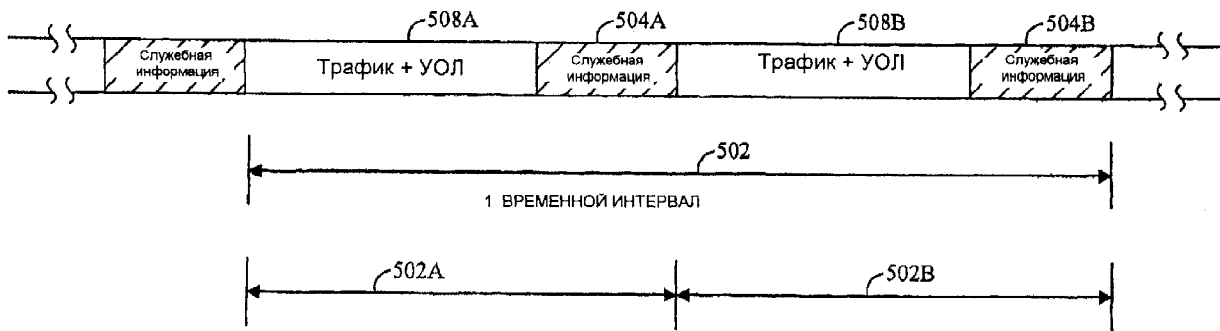 508A
504A
508B
504B
Служебная
информация
Трафик + УОЛ
Служебная
информация
Трафик + УОЛ
Служебная
информация
502
1 ВРЕМЕННОЙ ИНТЕРВАЛ
502A
502B